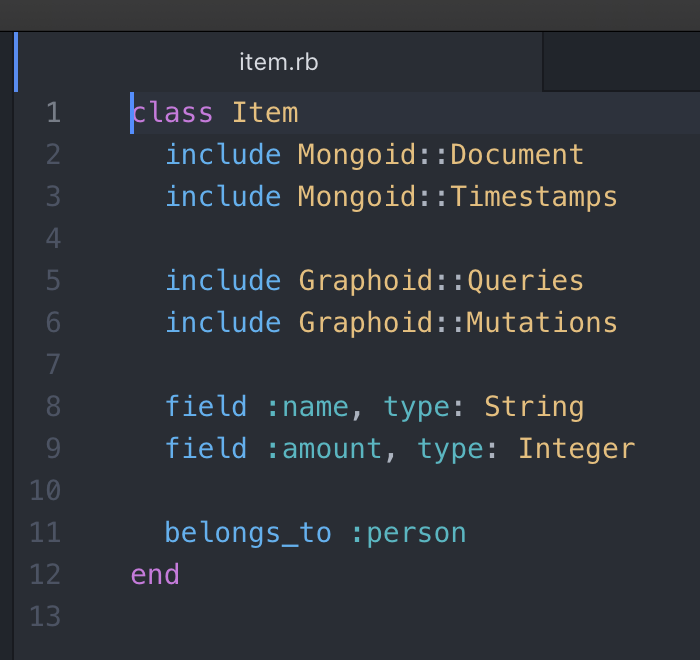 item.rb
1 class Item
2 include Mongoid::Document
3 include Mongoid::Timestamps
4
5 include Graphoid::Queries
6 include Graphoid::Mutations
7
8 field :name, type: String
9 field :amount, type: Integer
10
11 belongs_to :person
12 end
13